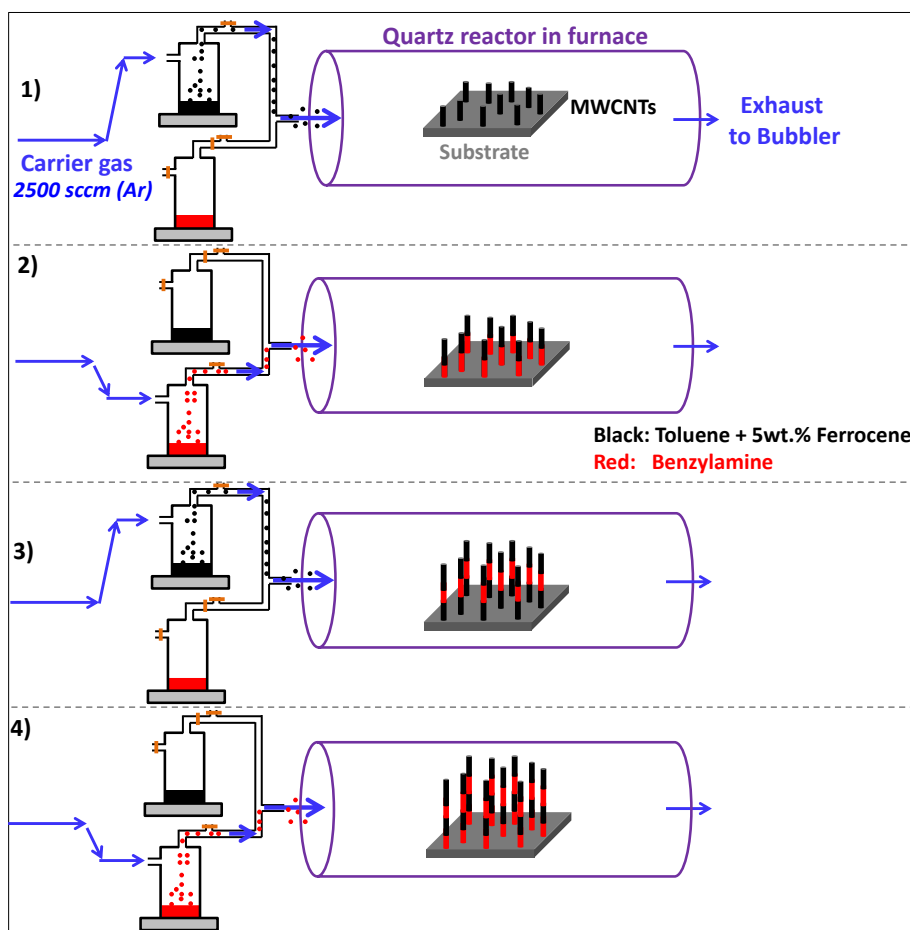 Quartz reactor in furnace
1)
MWCNTs
Exhaust
to Bubbler
Substrate
Carrier gas
2500 sccm (Ar)
2)
Black: Toluene + 5wt.% Ferrocene
Red: Benzylamine
3)
4)